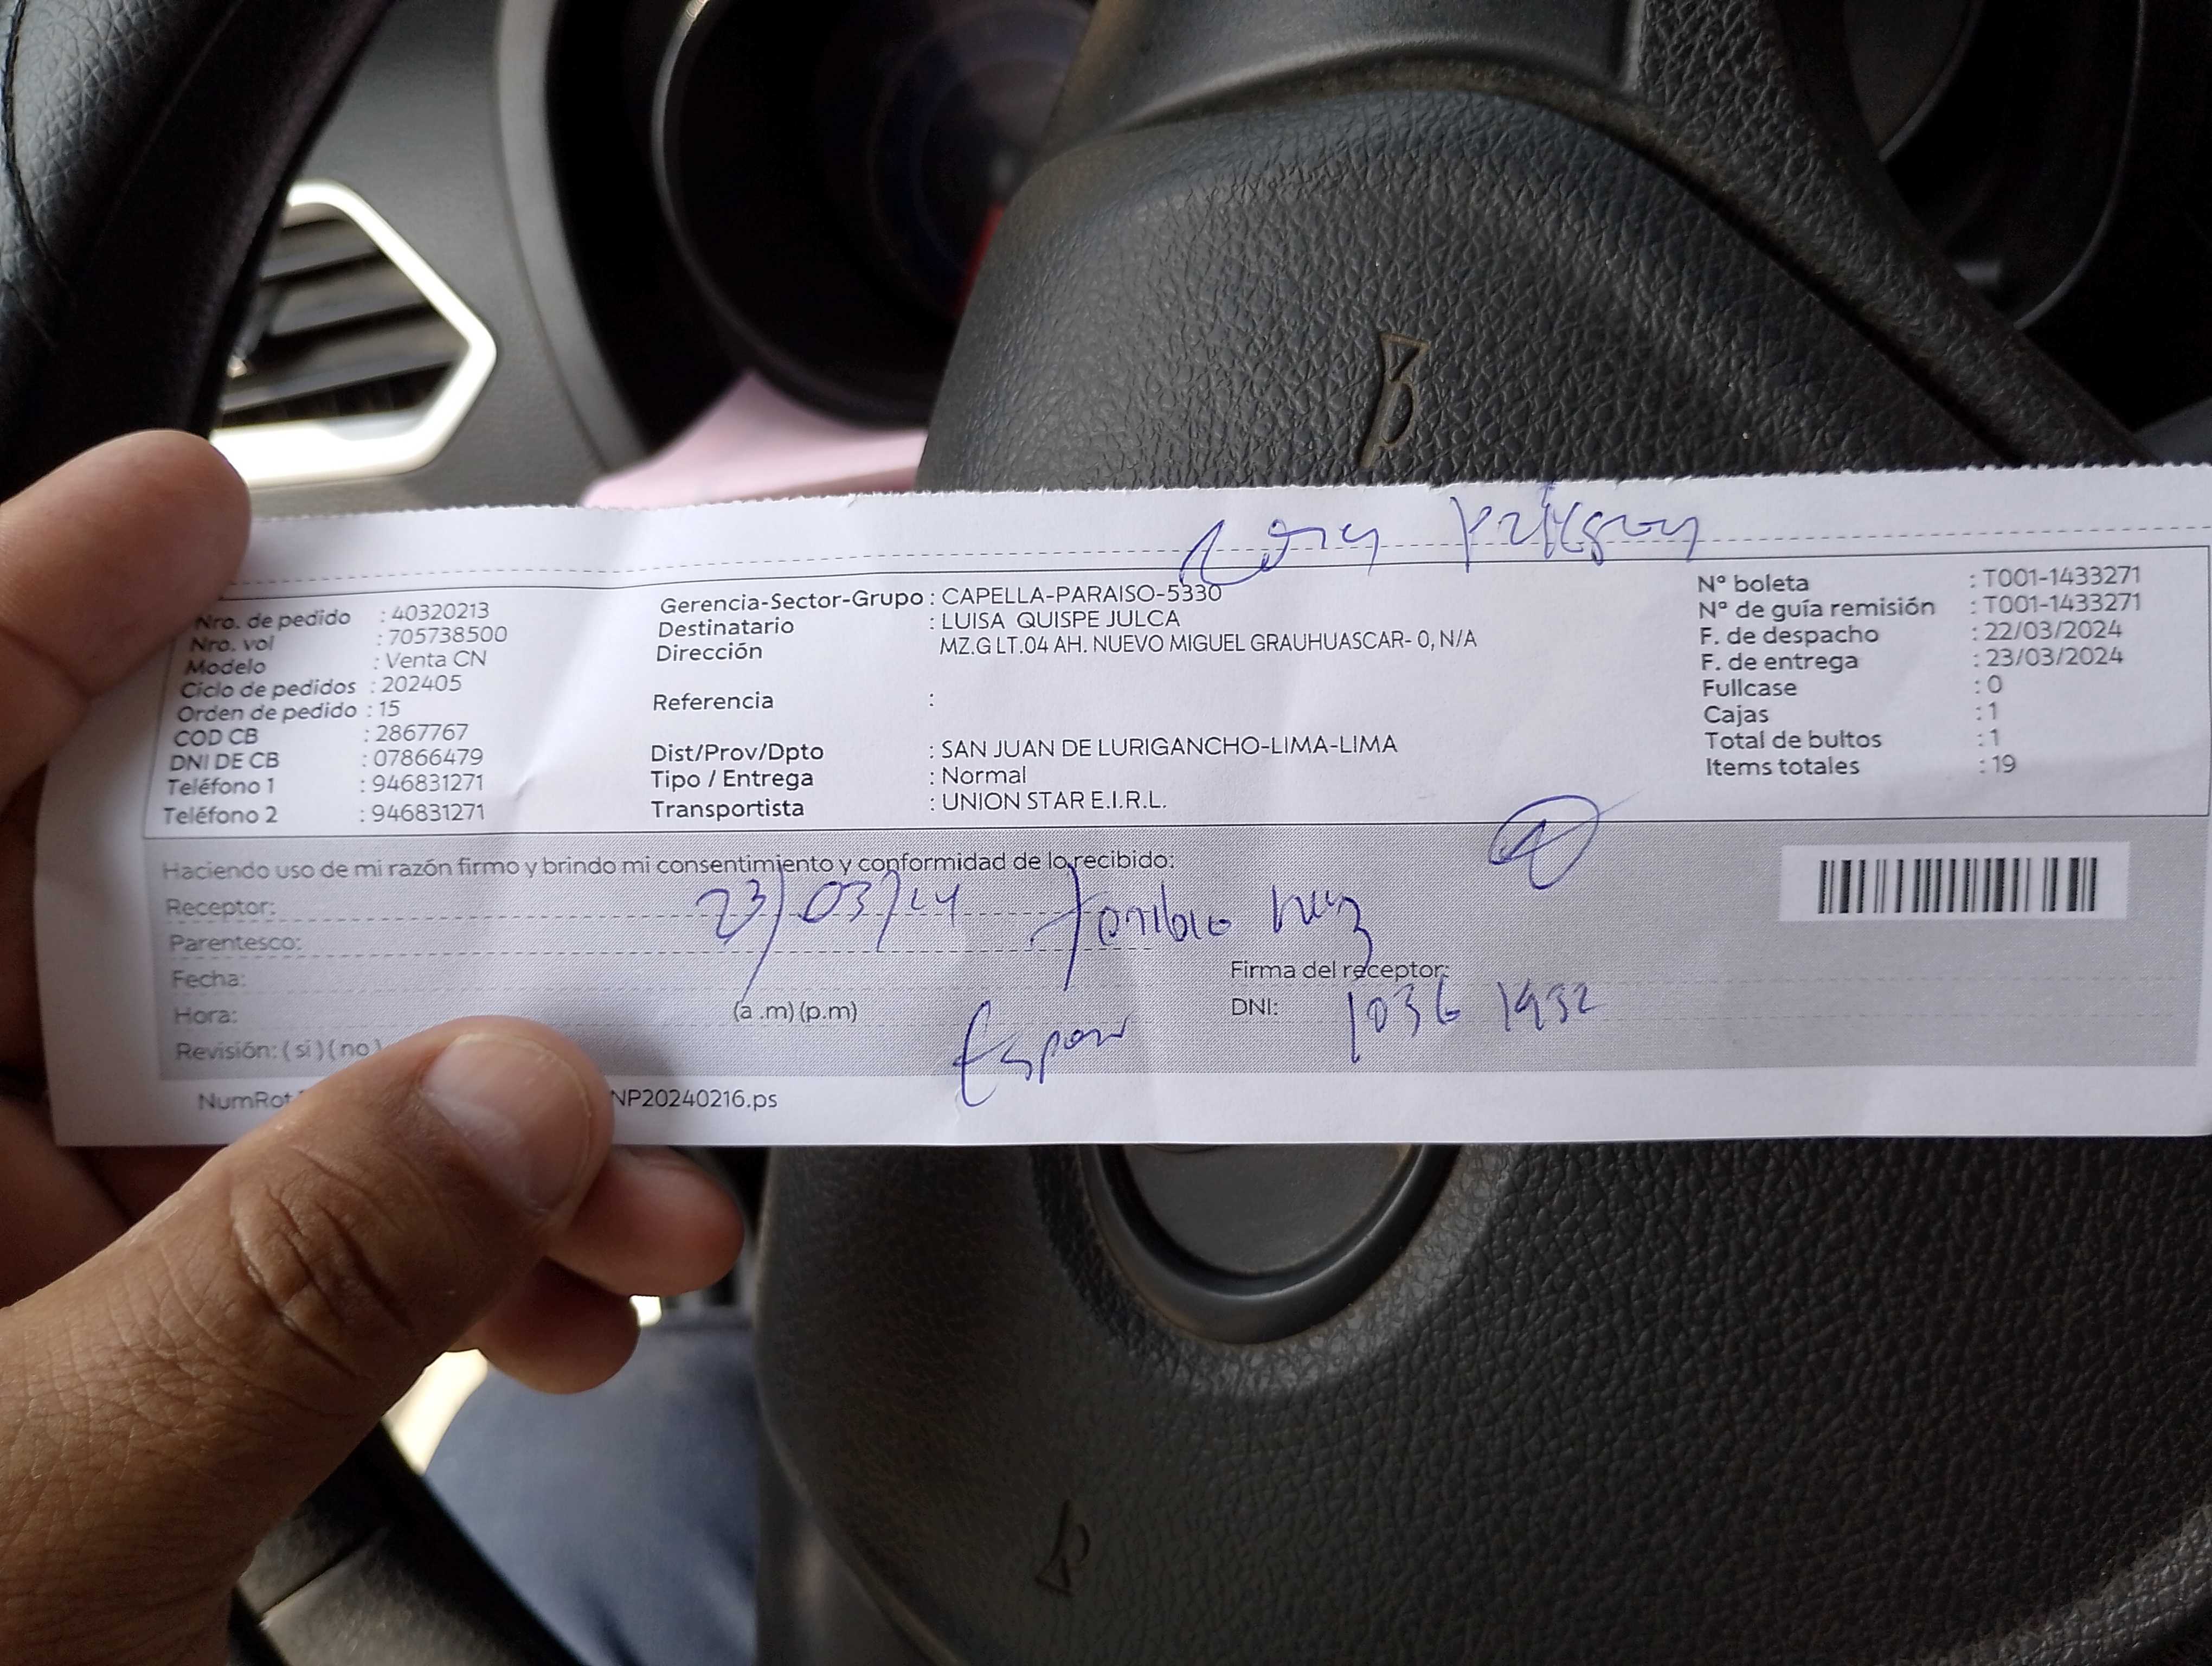 Nro. de pedido : 40320213
Nro. vol : 705738500
Modelo : Venta CN
Ciclo de pedidos : 202405
Orden de pedido : 15
COD CB : 2867767
DNI DE CB : 07866479
Teléfono 1 : 946831271
Teléfono 2 : 946831271
Gerencia-Sector-Grupo : CAPELLA-PARAISO-5330
Destinatario : LUISA QUISPE JULCA
Dirección MZ.G LT.04 AH. NUEVO MIGUEL GRAUHUASCAR- 0, N/A
Referencia :
Dist/Prov/Dpto : SAN JUAN DE LURIGANCHO-LIMA-LIMA
Tipo / Entrega : Normal
Transportista : UNION STAR E.I.R.L.
N° boleta : T001-1433271
N° de guía remisión : T001-1433271
F. de despacho : 22/03/2024
F. de entrega : 23/03/2024
Fullcase : 0
Cajas : 1
Total de bultos : 1
Items totales : 19
Haciendo uso de mi razón firmo y brindo mi consentimiento y conformidad de lo recibido:
Receptor:
23/03/24 Toribio
Parentesco:
Fecha:
Firma del receptor:
Hora: (a .m) (p.m)
DNI: 1036 1932
Revisión: ( si ) ( no )
NumRot NP20240216.ps